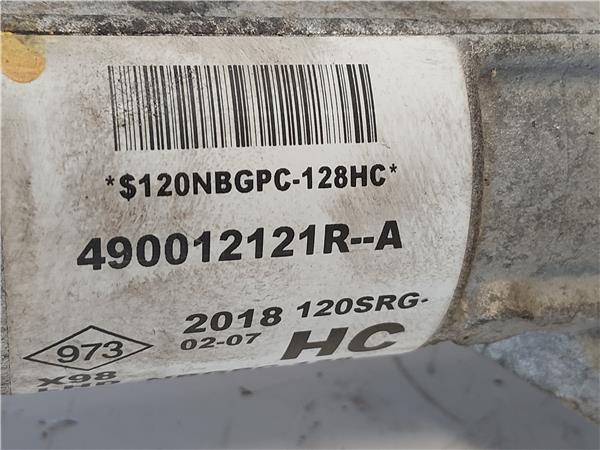 *$120NBGPC-128HC*
490012121R--A
2018 120SRG-
02-07 HC
973
X98